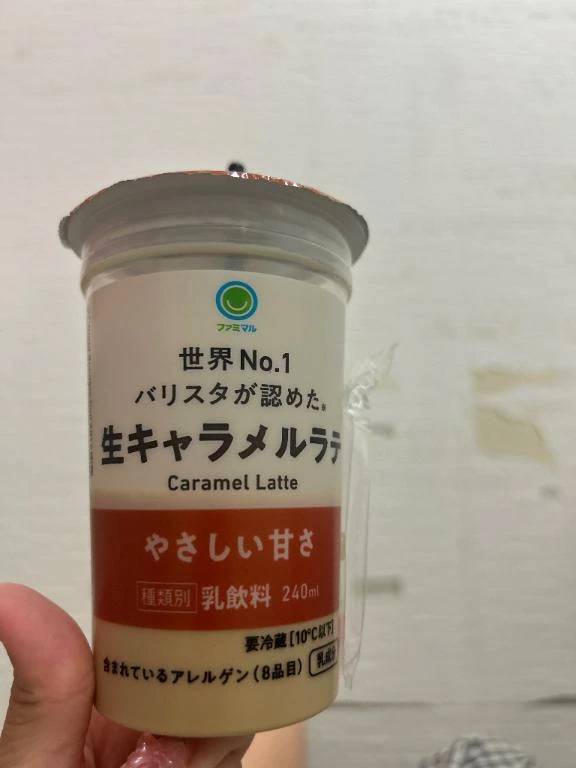 ファミマル
世界No.1
バリスタが認めた。
生キャラメルラテ
Caramel Latte
やさしい甘さ
種類別 乳飲料 240ml
要冷蔵[10℃以下]
含まれているアレルゲン(8品目) 乳成分